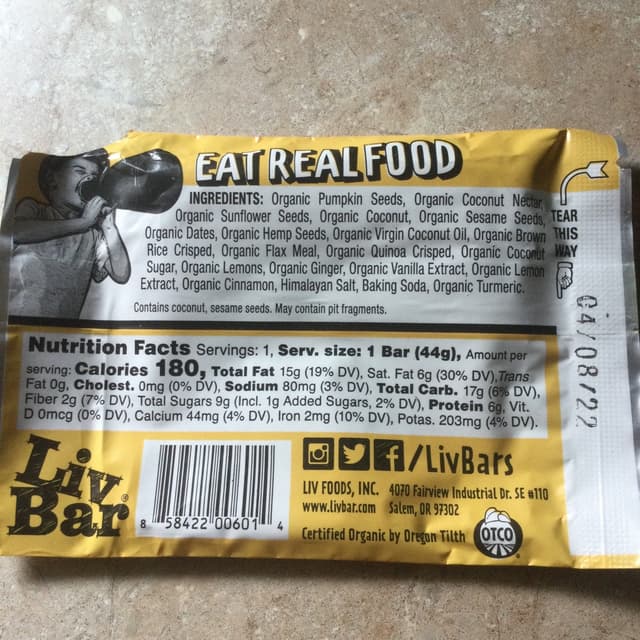 EAT REAL FOOD
INGREDIENTS: Organic Pumpkin Seeds, Organic Coconut Nectar,
Organic Sunflower Seeds, Organic Coconut, Organic Sesame Seeds,
Organic Dates, Organic Hemp Seeds, Organic Virgin Coconut Oil, Organic Brown
Rice Crisped, Organic Flax Meal, Organic Quinoa Crisped, Organic Coconut
Sugar, Organic Lemons, Organic Ginger, Organic Vanilla Extract, Organic Lemon
Extract, Organic Cinnamon, Himalayan Salt, Baking Soda, Organic Turmeric.
Contains coconut, sesame seeds. May contain pit fragments.
TEAR
THIS
WAY
04/08/22
Nutrition Facts Servings: 1, Serv. size: 1 Bar (44g), Amount per
serving: Calories 180, Total Fat 15g (19% DV), Sat. Fat 6g (30% DV), Trans
Fat 0g, Cholest. 0mg (0% DV), Sodium 80mg (3% DV), Total Carb. 17g (6% DV),
Fiber 2g (7% DV), Total Sugars 9g (Incl. 1g Added Sugars, 2% DV), Protein 6g, Vit.
D 0mcg (0% DV), Calcium 44mg (4% DV), Iron 2mg (10% DV), Potas. 203mg (4% DV).
Liv
Bar®
8 58422 00601 4
/LivBars
LIV FOODS, INC. 4070 Fairview Industrial Dr. SE #110
www.livbar.com Salem, OR 97302
Certified Organic by Oregon Tilth
OTCO